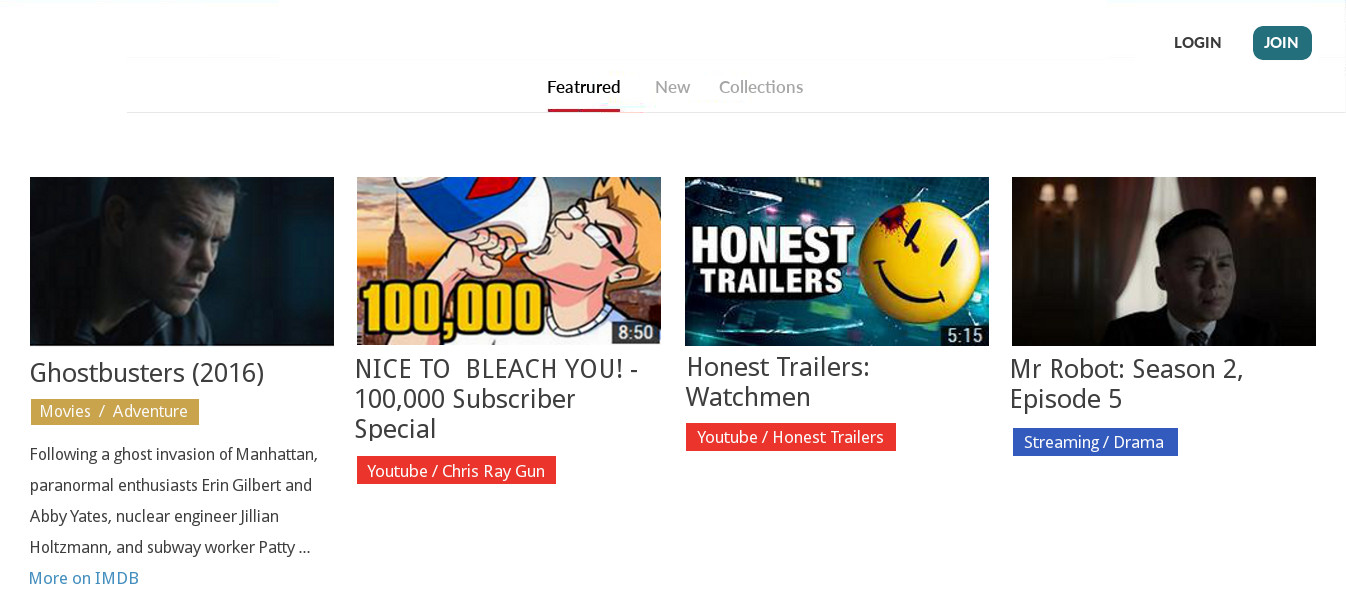 LOGIN JOIN
Featrured New Collections
100,000
8:50
HONEST
TRAILERS
5:15
Ghostbusters (2016)
Movies / Adventure
Following a ghost invasion of Manhattan,
paranormal enthusiasts Erin Gilbert and
Abby Yates, nuclear engineer Jillian
Holtzmann, and subway worker Patty ...
More on IMDB
NICE TO BLEACH YOU! -
100,000 Subscriber
Special
Youtube / Chris Ray Gun
Honest Trailers:
Watchmen
Youtube / Honest Trailers
Mr Robot: Season 2,
Episode 5
Streaming / Drama